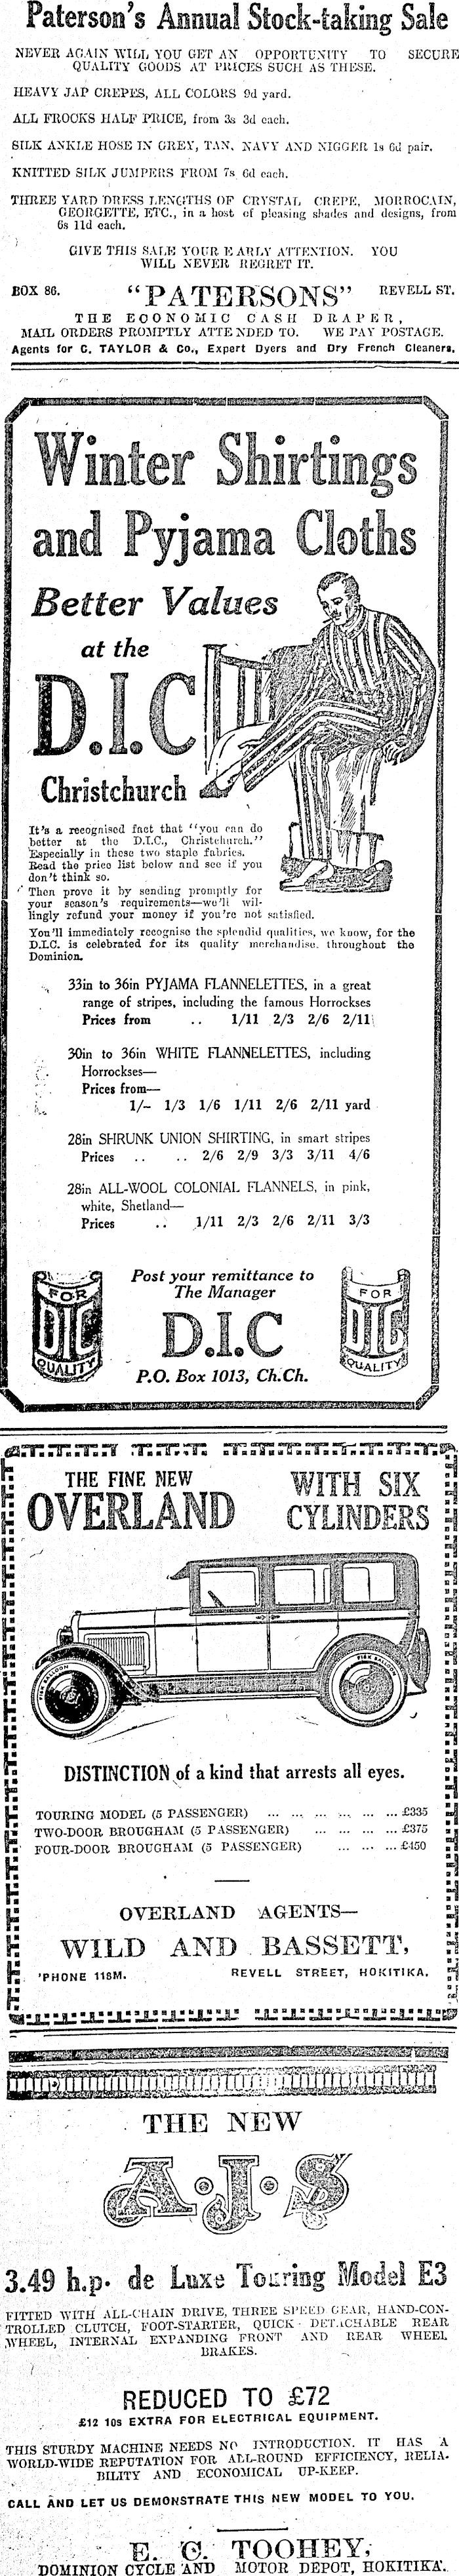 Paterson's Annual Stock-taking Sale
NEVER AGAIN WILL YOU GET AN OPPORTUNITY TO SECURE
QUALITY GOODS AT PRICES SUCH AS THESE.
HEAVY JAP CREPES, ALL COLORS 9d yard.
ALL FROCKS HALF PRICE, from 3s 3d each.
SILK ANKLE HOSE IN GREY, TAN, NAVY AND NIGGER 1s 6d pair.
KNITTED SILK JUMPERS FROM 7s 6d each.
THREE YARD DRESS LENGTHS OF CRYSTAL CREPE, MORROCAIN,
GEORGETTE, ETC., in a host of pleasing shades and designs, from
6s 11d each.
GIVE THIS SALE YOUR EARLY ATTENTION. YOU
WILL NEVER REGRET IT.
BOX 86. "PATERSONS" REVELL ST.
THE ECONOMIC CASH DRAPER,
MAIL ORDERS PROMPTLY ATTENDED TO. WE PAY POSTAGE.
Agents for C. TAYLOR & Co., Expert Dyers and Dry French Cleaners.
Winter Shirtings
and Pyjama Cloths
Better Values
at the
D.I.C
Christchurch
It's a recognised fact that "you can do
better at the D.I.C., Christchurch."
Especially in these two staple fabrics.
Read the price list below and see if you
don't think so.
Then prove it by sending promptly for
your season's requirements—we'll wil-
lingly refund your money if you're not satisfied.
You'll immediately recognise the splendid qualities, we know, for the
D.I.C. is celebrated for its quality merchandise. throughout the
Dominion.
33in to 36in PYJAMA FLANNELETTES, in a great
range of stripes, including the famous Horrockses
Prices from .. 1/11 2/3 2/6 2/11
30in to 36in WHITE FLANNELETTES, including
Horrockses—
Prices from—
1/- 1/3 1/6 1/11 2/6 2/11 yard
28in SHRUNK UNION SHIRTING, in smart stripes
Prices .. .. 2/6 2/9 3/3 3/11 4/6
28in ALL-WOOL COLONIAL FLANNELS, in pink,
white, Shetland—
Prices .. 1/11 2/3 2/6 2/11 3/3
Post your remittance to
The Manager
FOR DIC QUALITY
D.I.C
FOR DIC QUALITY
P.O. Box 1013, Ch.Ch.
THE FINE NEW WITH SIX
OVERLAND CYLINDERS
DISTINCTION of a kind that arrests all eyes.
TOURING MODEL (5 PASSENGER) ... ... ... ... ... ... £335
TWO-DOOR BROUGHAM (5 PASSENGER) ... ... ... ... £375
FOUR-DOOR BROUGHAM (5 PASSENGER) ... ... ... £450
OVERLAND AGENTS—
WILD AND BASSETT,
'PHONE 118M. REVELL STREET, HOKITIKA.
THE NEW
A.J.S
3.49 h.p. de Luxe Touring Model E3
FITTED WITH ALL-CHAIN DRIVE, THREE SPEED GEAR, HAND-CON-
TROLLED CLUTCH, FOOT-STARTER, QUICK DETACHABLE REAR
WHEEL, INTERNAL EXPANDING FRONT AND REAR WHEEL
BRAKES.
REDUCED TO £72
£12 10s EXTRA FOR ELECTRICAL EQUIPMENT.
THIS STURDY MACHINE NEEDS NO INTRODUCTION. IT HAS A
WORLD-WIDE REPUTATION FOR ALL-ROUND EFFICIENCY, RELIA-
BILITY AND ECONOMICAL UP-KEEP.
CALL AND LET US DEMONSTRATE THIS NEW MODEL TO YOU.
E. C. TOOHEY,
DOMINION CYCLE AND MOTOR DEPOT, HOKITIKA.